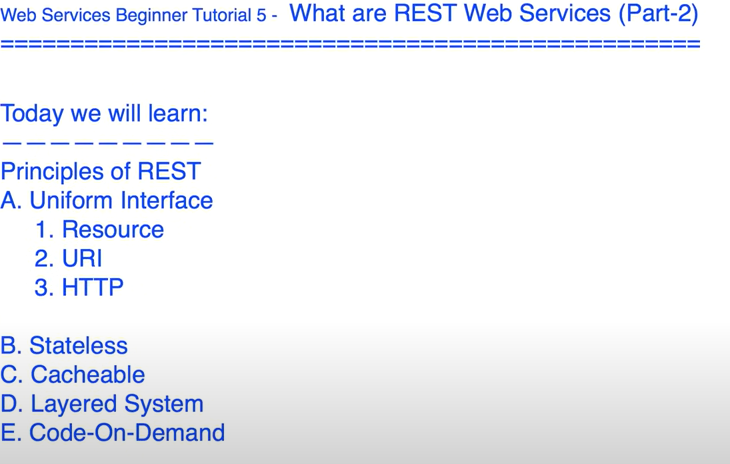 Web Services Beginner Tutorial 5 - What are REST Web Services (Part-2)
==================================================
Today we will learn:
— — — — — — — — —
Principles of REST
A. Uniform Interface
1. Resource
2. URI
3. HTTP
B. Stateless
C. Cacheable
D. Layered System
E. Code-On-Demand